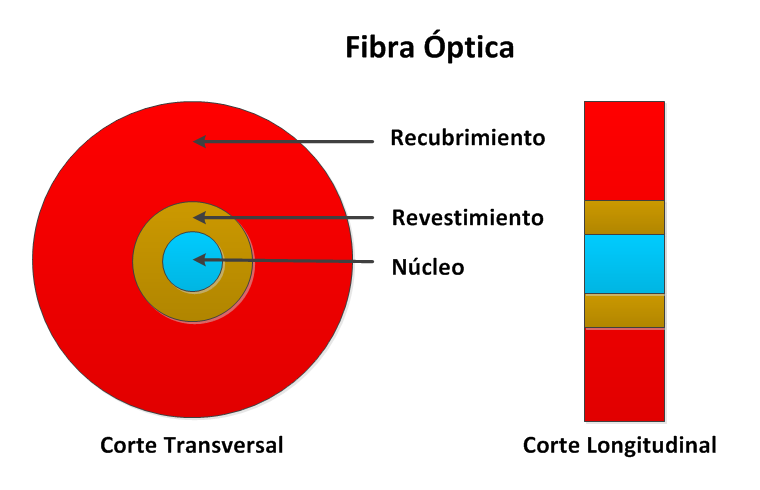 Fibra Óptica
Recubrimiento
Revestimiento
Núcleo
Corte Transversal
Corte Longitudinal